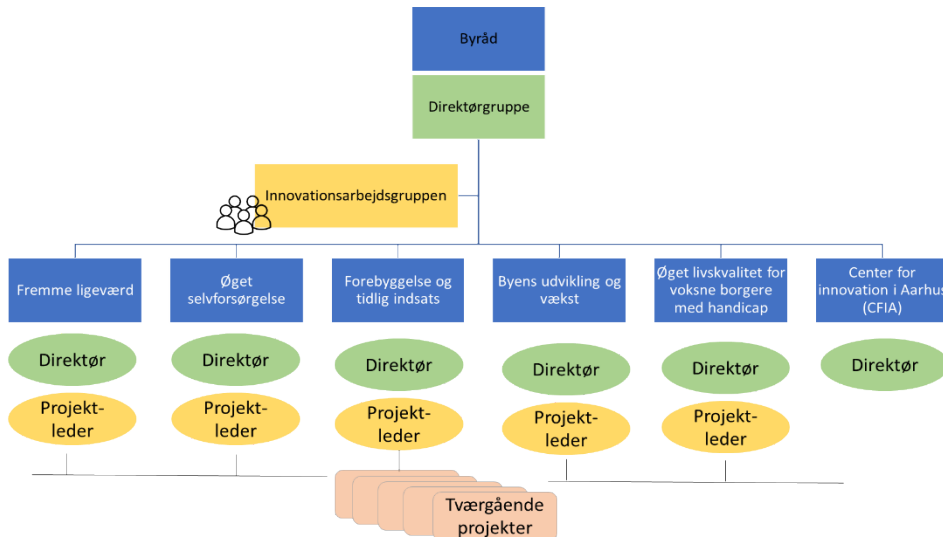 Byråd
Direktørgruppe
Innovationsarbejdsgruppen
Fremme ligeværd
Øget
selvforsørgelse
Forebyggelse og
tidlig indsats
Byens udvikling og
vækst
Øget livskvalitet for
voksne borgere
med handicap
Center for
innovation i Aarhus
(CFIA)
Direktør
Direktør
Direktør
Direktør
Direktør
Direktør
Projekt-
leder
Projekt-
leder
Projekt-
leder
Projekt-
leder
Projekt-
leder
Tværgående
projekter